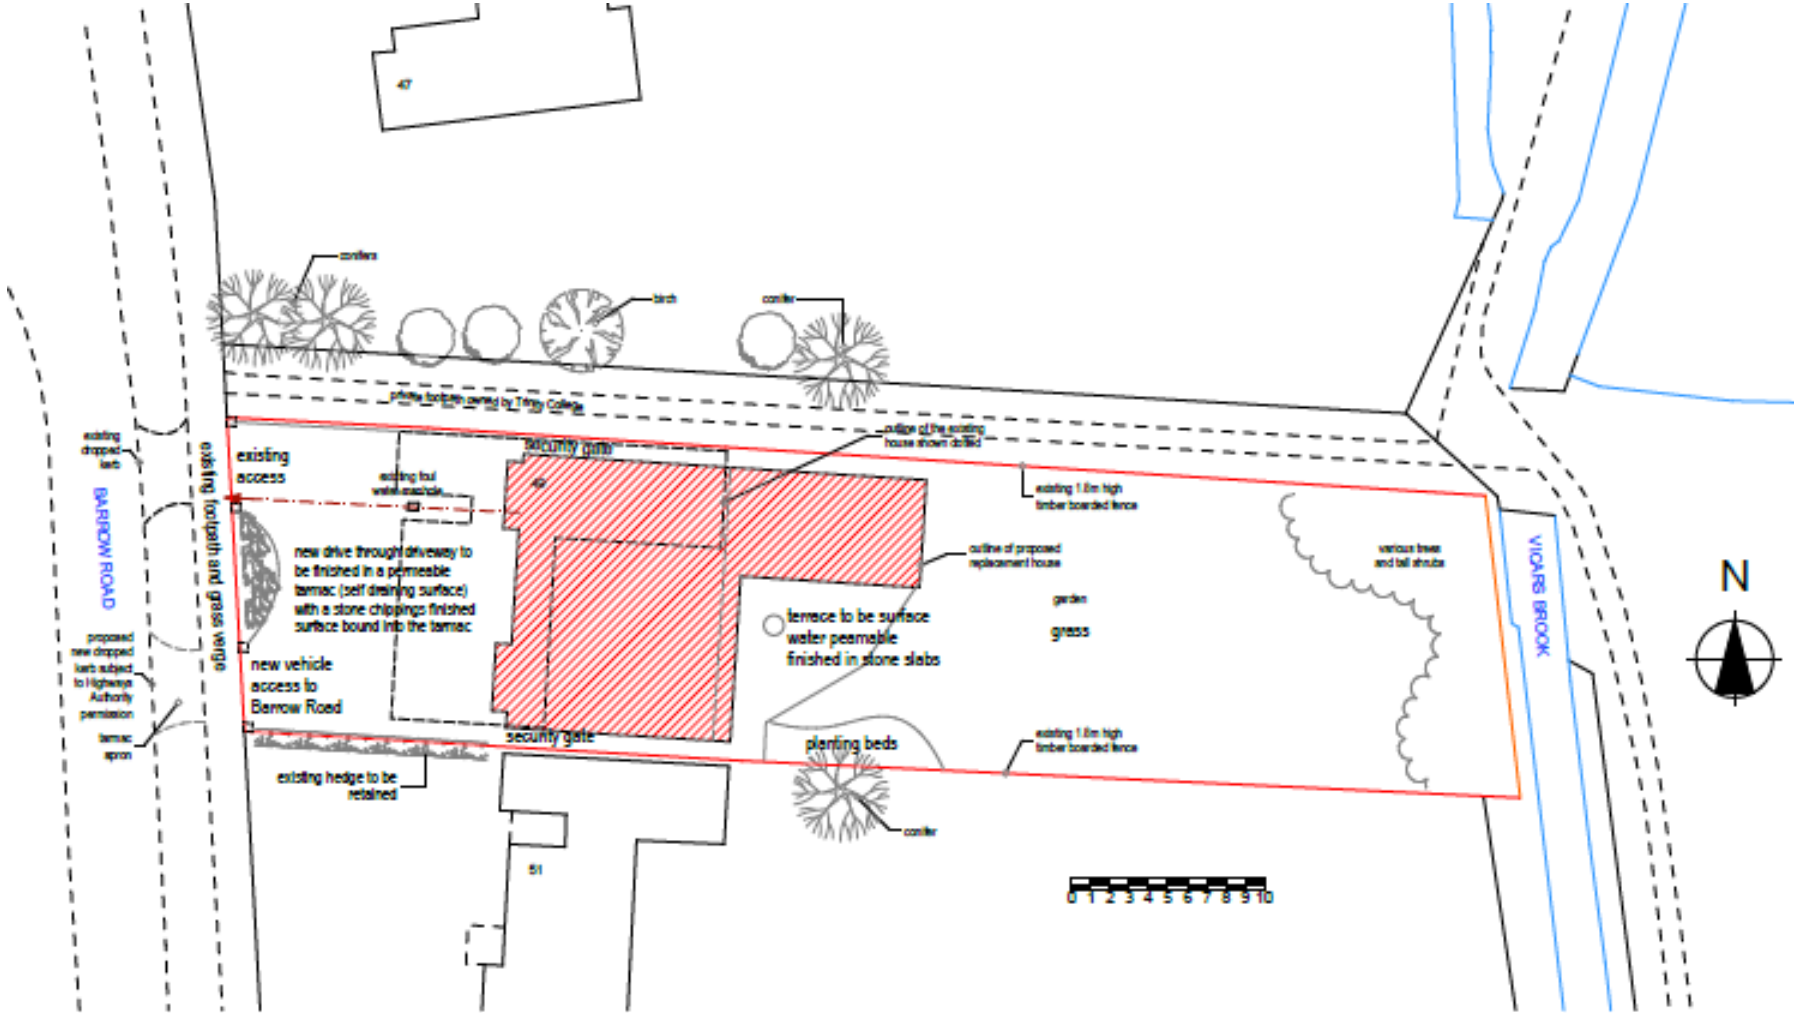 47
conifers
birch
conifer
private footpath owned by Trinity College
existing
dropped
kerb
existing
access
security gate
outline of the existing
house shown dotted
existing foul
water manhole
49
existing 1.8m high
timber boarded fence
BARROW ROAD
existing footpath and grass verge
new drive through driveway to
be finished in a permeable
tarmac (self draining surface)
with a stone chippings finished
surface bound into the tarmac
outline of proposed
replacement house
various trees
and tall shrubs
VICARS BROOK
N
garden
grass
terrace to be surface
water peamable
finished in stone slabs
proposed
new dropped
kerb subject
to Highways
Authority
permission
tarmac
apron
new vehicle
access to
Barrow Road
security gate
planting beds
existing 1.8m high
timber boarded fence
existing hedge to be
retained
conifer
51
0 1 2 3 4 5 6 7 8 9 10